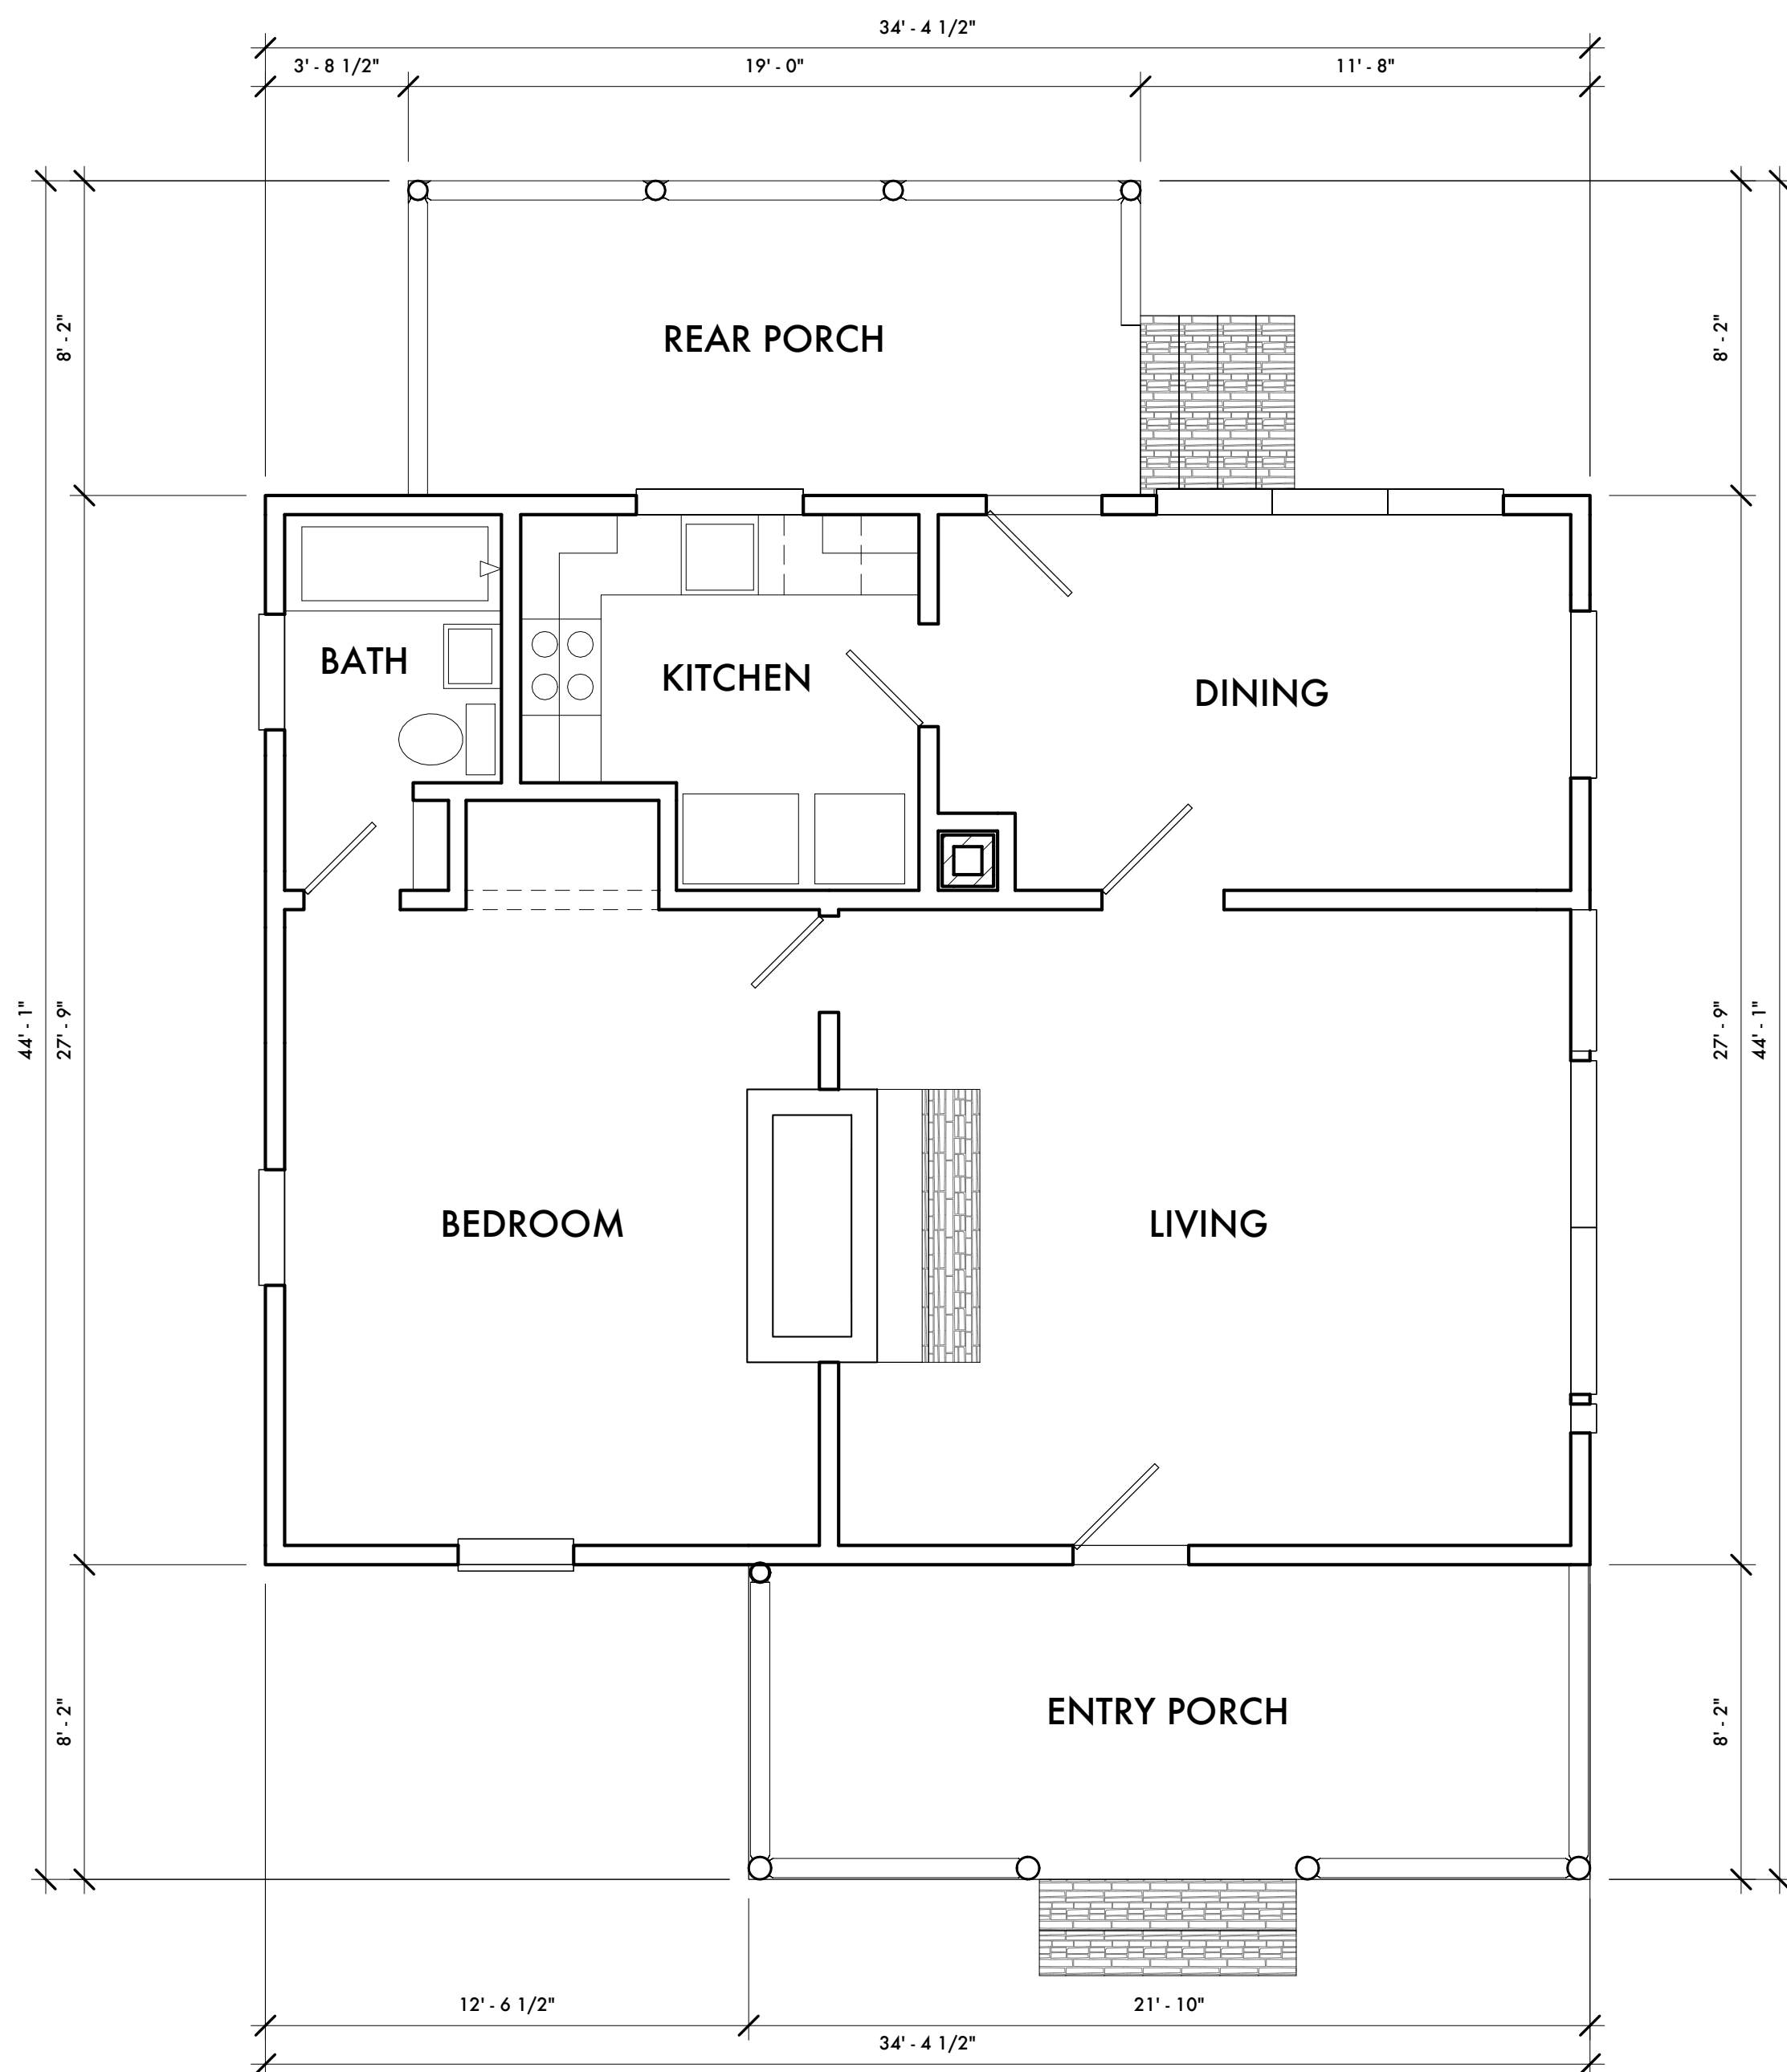 34' - 4 1/2"
3' - 8 1/2"
19' - 0"
11' - 8"
8' - 2"
8' - 2"
REAR PORCH
BATH
KITCHEN
DINING
44' - 1"
27' - 9"
27' - 9"
44' - 1"
BEDROOM
LIVING
ENTRY PORCH
8' - 2"
8' - 2"
12' - 6 1/2"
21' - 10"
34' - 4 1/2"